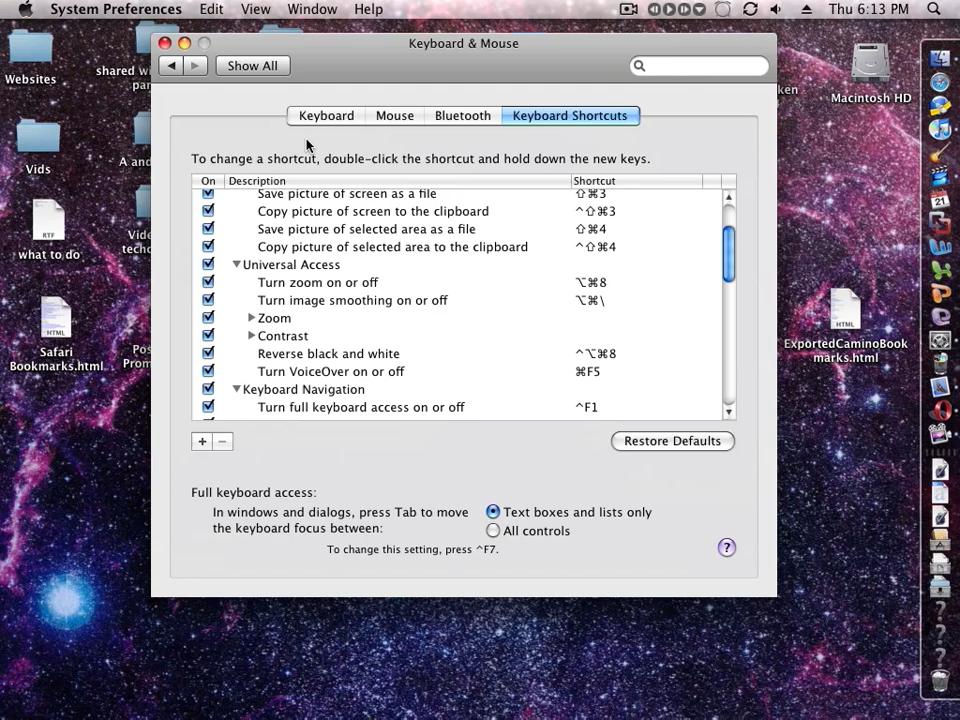 System Preferences Edit View Window Help Thu 6:13 PM
Keyboard & Mouse
Show All
Websites
shared
Macintosh HD
Vids
A and
RTF
what to do
HTML
Safari
Bookmarks.html
HTML
ExportedCaminoBook
marks.html
Keyboard Mouse Bluetooth Keyboard Shortcuts
To change a shortcut, double-click the shortcut and hold down the new keys.
On Description Shortcut
Save picture of screen as a file ⇧⌘3
Copy picture of screen to the clipboard ^⇧⌘3
Save picture of selected area as a file ⇧⌘4
Copy picture of selected area to the clipboard ^⇧⌘4
Universal Access
Turn zoom on or off ⌥⌘8
Turn image smoothing on or off ⌥⌘\
Zoom
Contrast
Reverse black and white ^⌥⌘8
Turn VoiceOver on or off ⌘F5
Keyboard Navigation
Turn full keyboard access on or off ^F1
+ −
Restore Defaults
Full keyboard access:
In windows and dialogs, press Tab to move
the keyboard focus between:
Text boxes and lists only
All controls
To change this setting, press ^F7.
?